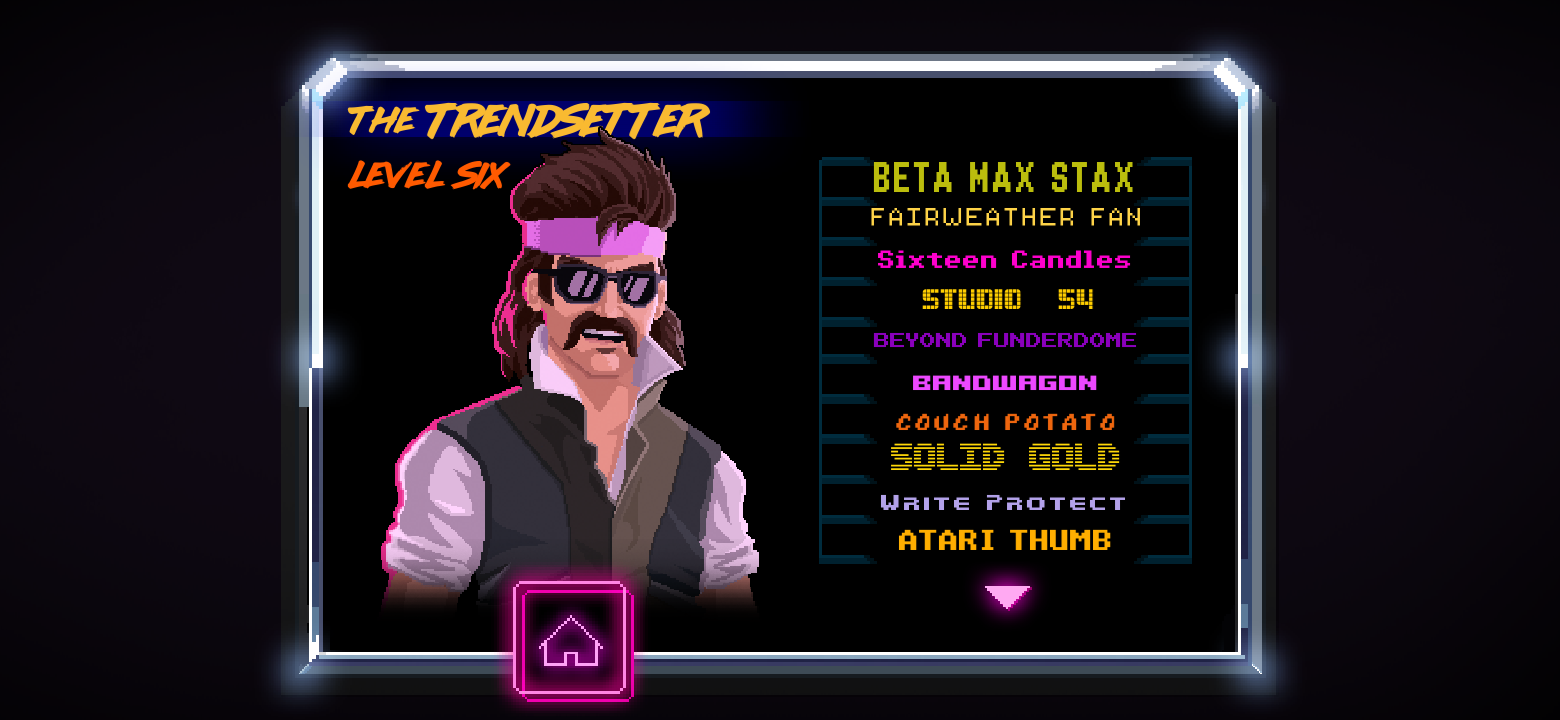 THE TRENDSETTER
LEVEL SIX
BETA MAX STAX
FAIRWEATHER FAN
Sixteen Candles
STUDIO 54
BEYOND FUNDERDOME
BANDWAGON
COUCH POTATO
SOLID GOLD
WRITE PROTECT
ATARI THUMB